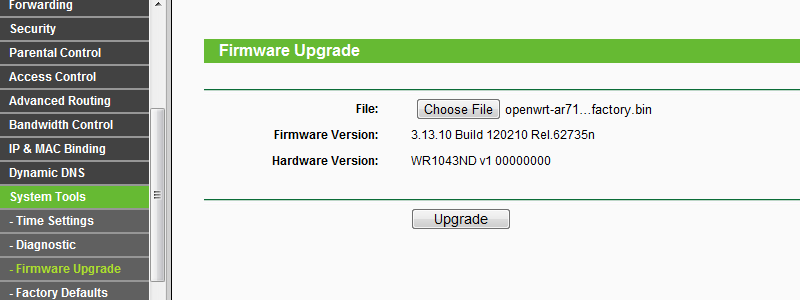 Forwarding
Security
Parental Control
Access Control
Advanced Routing
Bandwidth Control
IP & MAC Binding
Dynamic DNS
System Tools
- Time Settings
- Diagnostic
- Firmware Upgrade
- Factory Defaults
Firmware Upgrade
File: Choose File openwrt-ar71...factory.bin
Firmware Version: 3.13.10 Build 120210 Rel.62735n
Hardware Version: WR1043ND v1 00000000
Upgrade